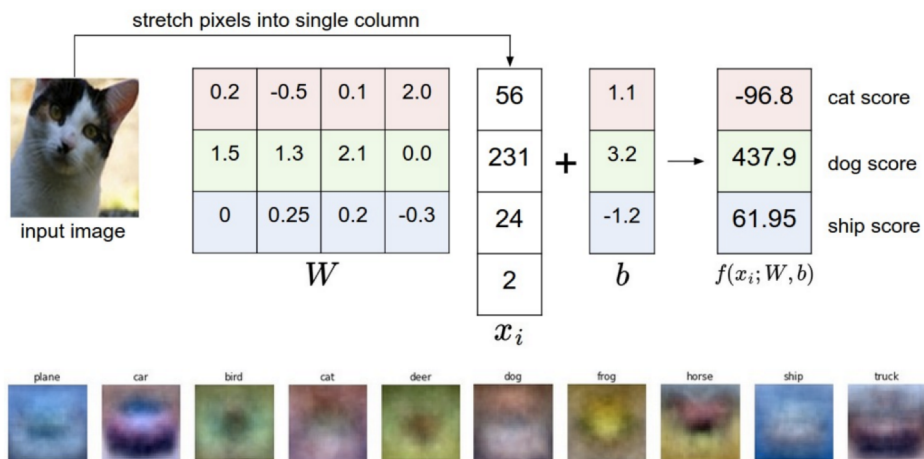 stretch pixels into single column
0.2 -0.5 0.1 2.0 56 1.1 -96.8 cat score
1.5 1.3 2.1 0.0 231 + 3.2 → 437.9 dog score
0 0.25 0.2 -0.3 24 -1.2 61.95 ship score
input image
W 2 b f(x_i; W, b)
x_i
plane car bird cat deer dog frog horse ship truck